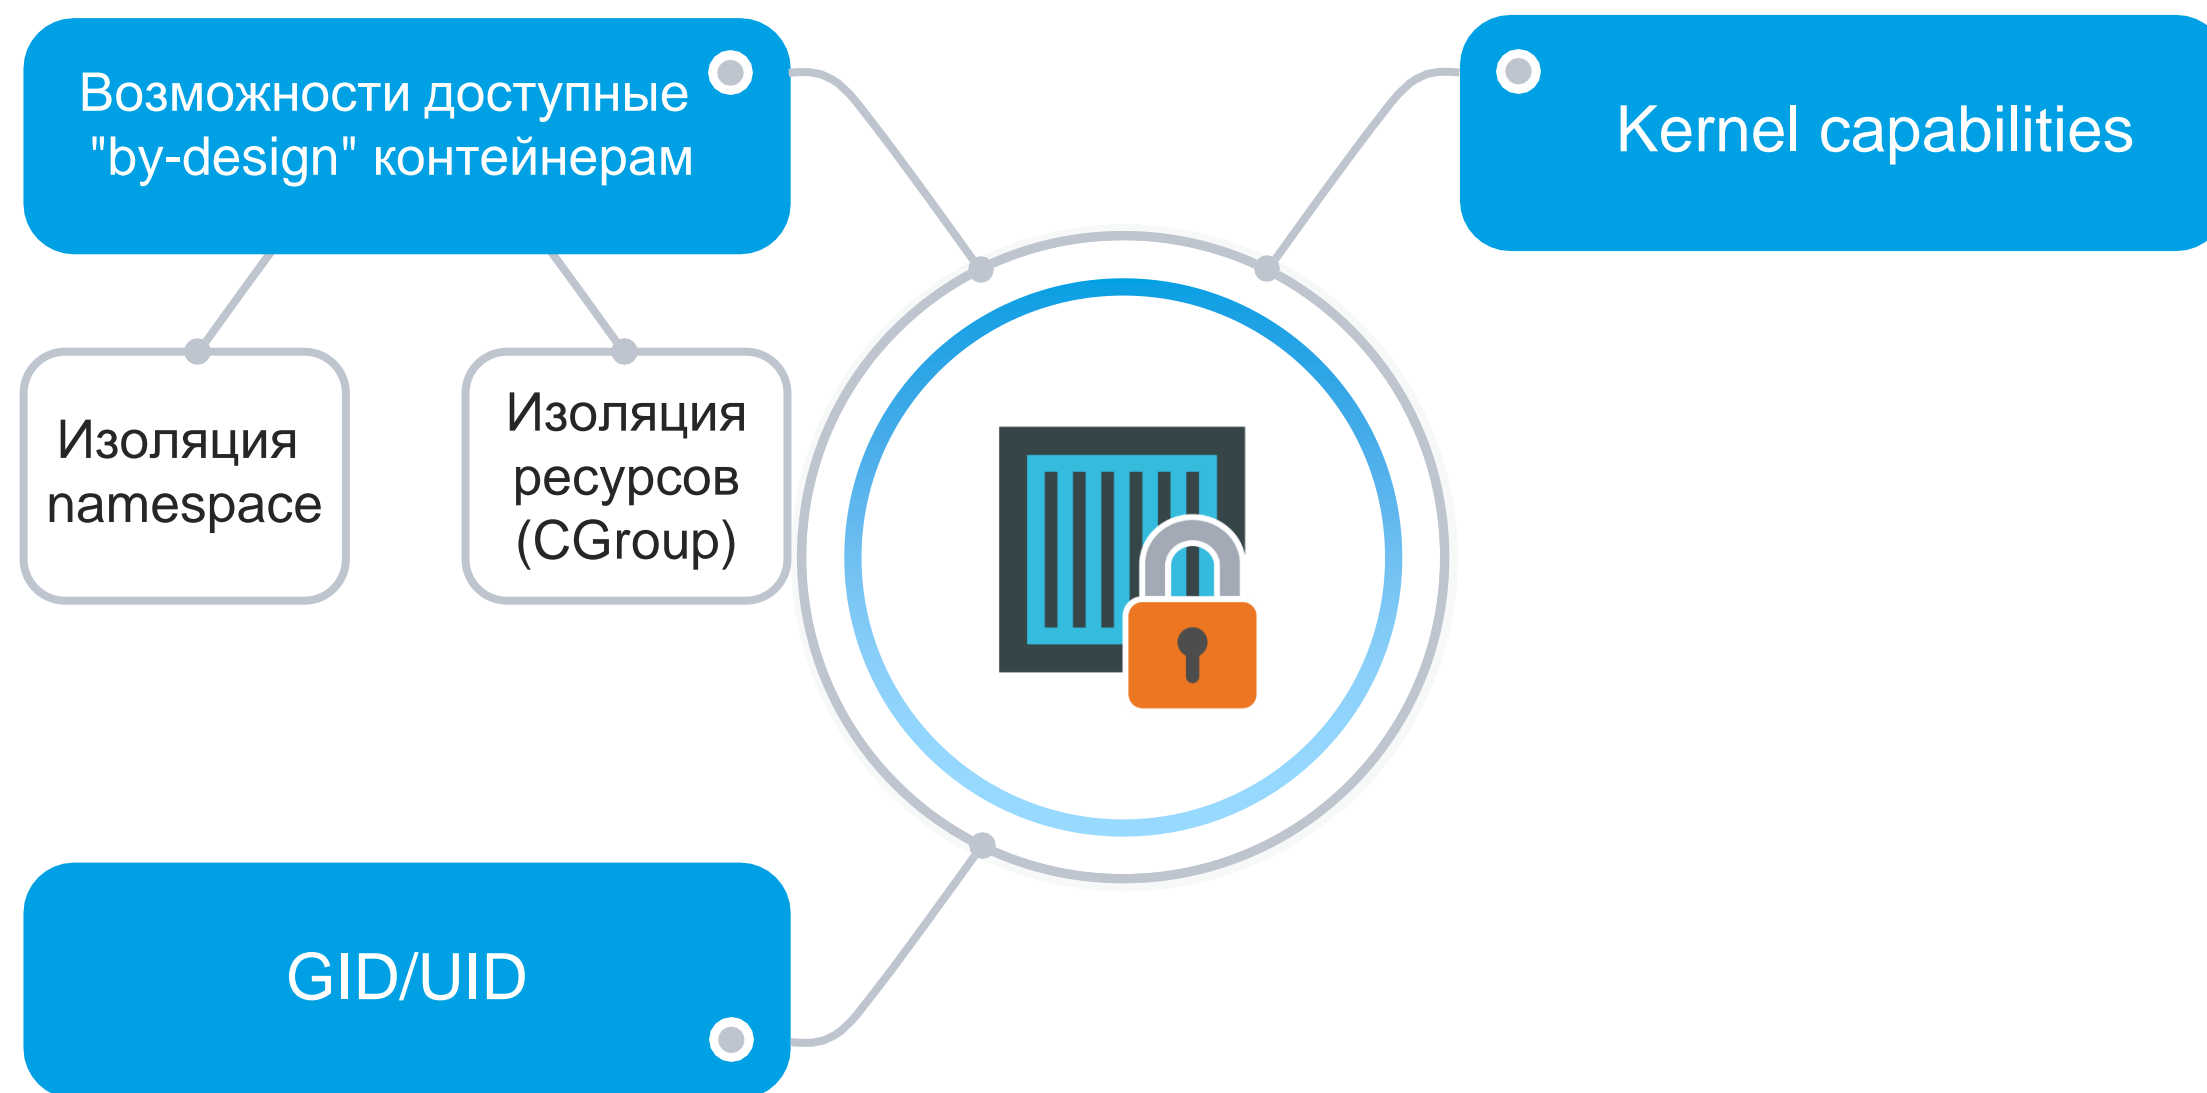 Возможности доступные
"by-design" контейнерам
Kernel capabilities
Изоляция
namespace
Изоляция
ресурсов
(CGroup)
GID/UID